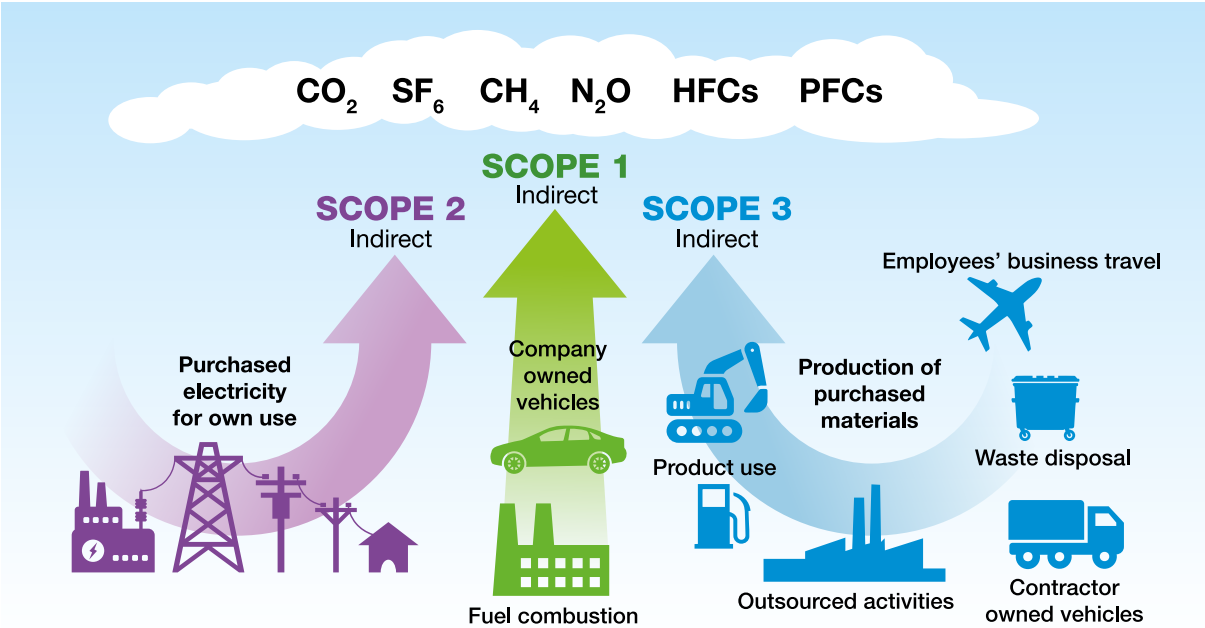 CO₂ SF₆ CH₄ N₂O HFCs PFCs
SCOPE 1
Indirect
SCOPE 2
Indirect
SCOPE 3
Indirect
Employees’ business travel
Purchased
electricity
for own use
Company
owned
vehicles
Production of
purchased
materials
Product use
Waste disposal
Fuel combustion
Outsourced activities
Contractor
owned vehicles